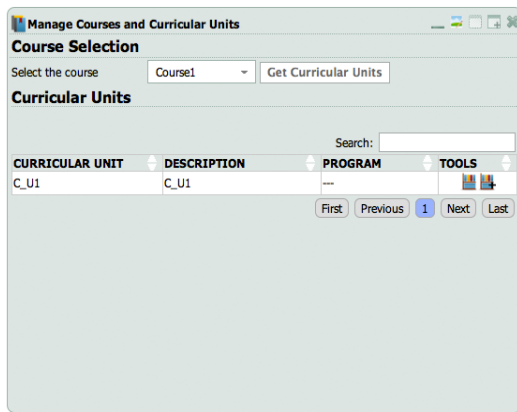 Manage Courses and Curricular Units
Course Selection
Select the course Course1 Get Curricular Units
Curricular Units
Search:
CURRICULAR UNIT DESCRIPTION PROGRAM TOOLS
C_U1 C_U1 ---
First Previous 1 Next Last